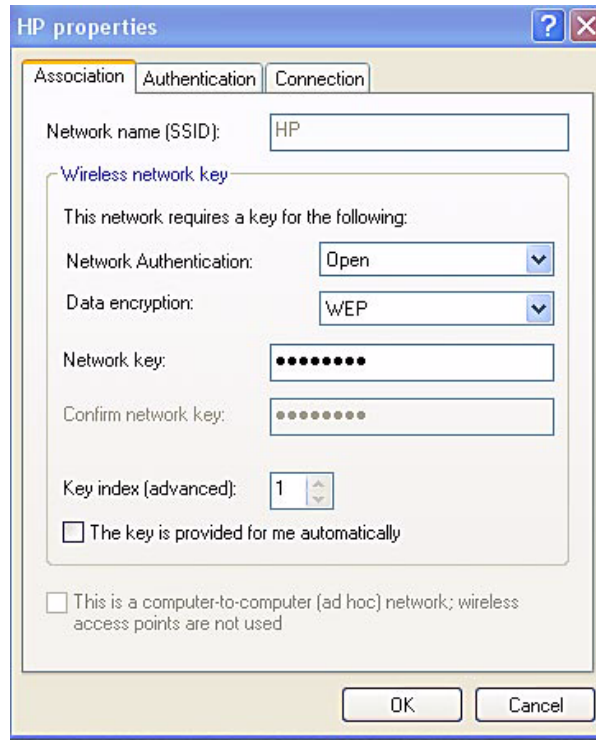 HP properties
Association Authentication Connection
Network name (SSID): HP
Wireless network key
This network requires a key for the following:
Network Authentication: Open
Data encryption: WEP
Network key: ••••••••
Confirm network key: ••••••••
Key index (advanced): 1
The key is provided for me automatically
This is a computer-to-computer (ad hoc) network; wireless
access points are not used
OK Cancel